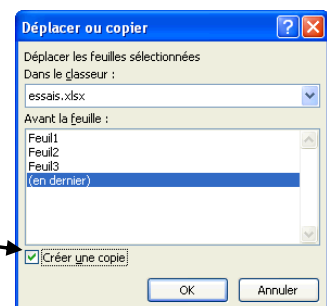 Déplacer ou copier
Déplacer les feuilles sélectionnées
Dans le classeur :
essais.xlsx
Avant la feuille :
Feuil1
Feuil2
Feuil3
(en dernier)
Créer une copie
OK
Annuler